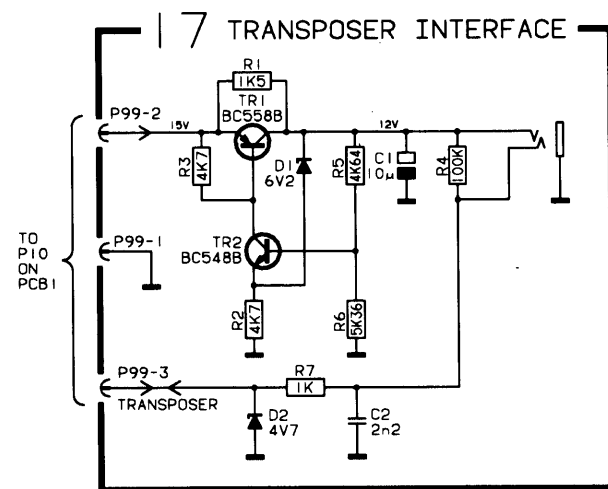 17 TRANSPOSER INTERFACE
R1
1K5
TR1
BC558B
P99-2
15V
12V
R3
4K7
D1
6V2
R5
4K64
C1
10μ
R4
100K
TO
P10
ON
PCB1
P99-1
TR2
BC548B
R2
4K7
R6
5K36
P99-3
TRANSPOSER
R7
1K
D2
4V7
C2
2n2